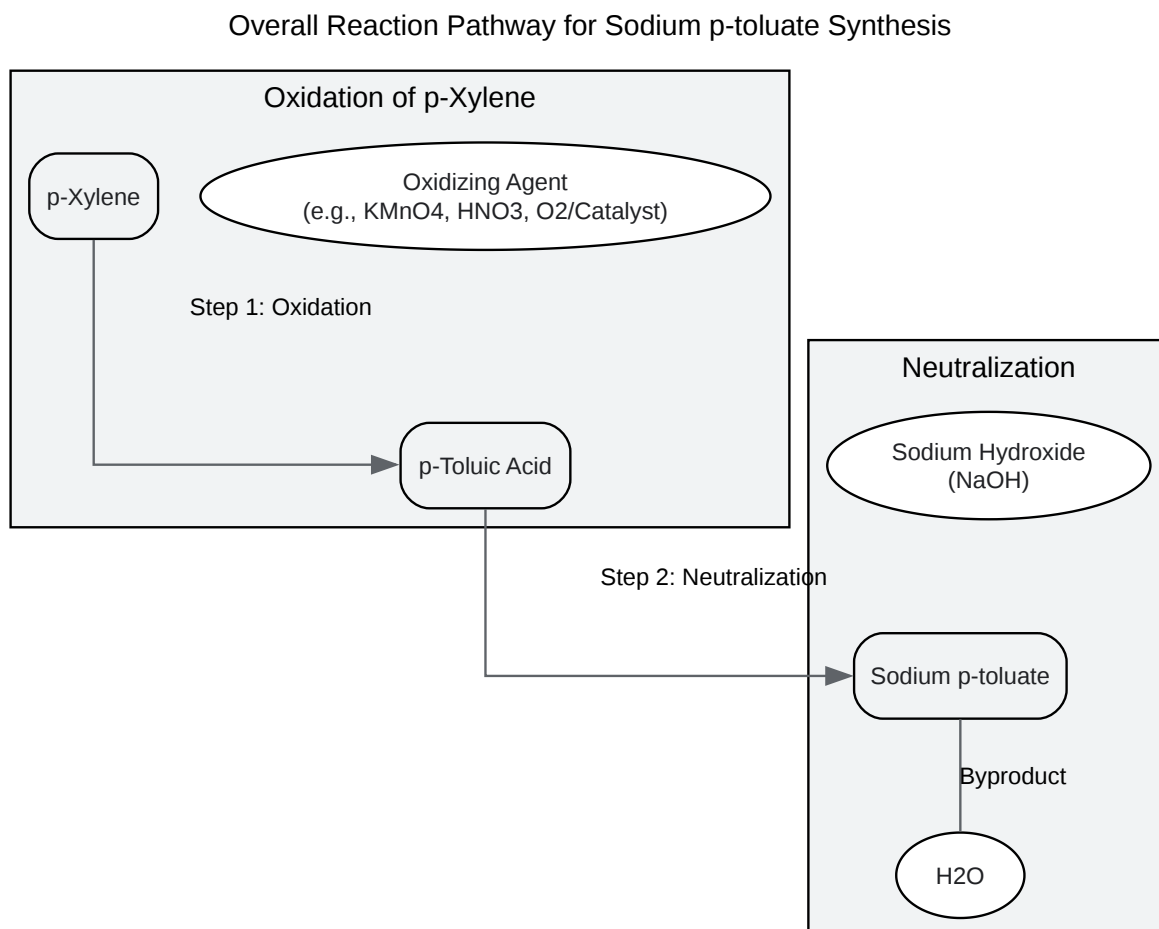 Overall Reaction Pathway for Sodium p-toluate Synthesis
Oxidation of p-Xylene
p-Xylene
Oxidizing Agent
(e.g., KMnO4, HNO3, O2/Catalyst)
Step 1: Oxidation
p-Toluic Acid
Neutralization
Sodium Hydroxide
(NaOH)
Step 2: Neutralization
Sodium p-toluate
Byproduct
H2O